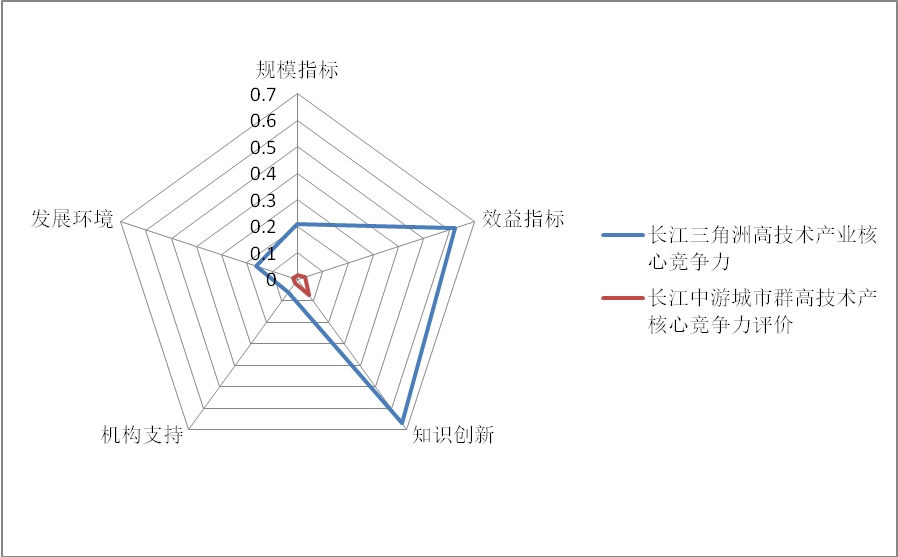 规模指标
0.7
0.6
0.5
0.4
0.3
0.2
0.1
0
发展环境
效益指标
机构支持
知识创新
长江三角洲高技术产业核
心竞争力
长江中游城市群高技术产
核心竞争力评价